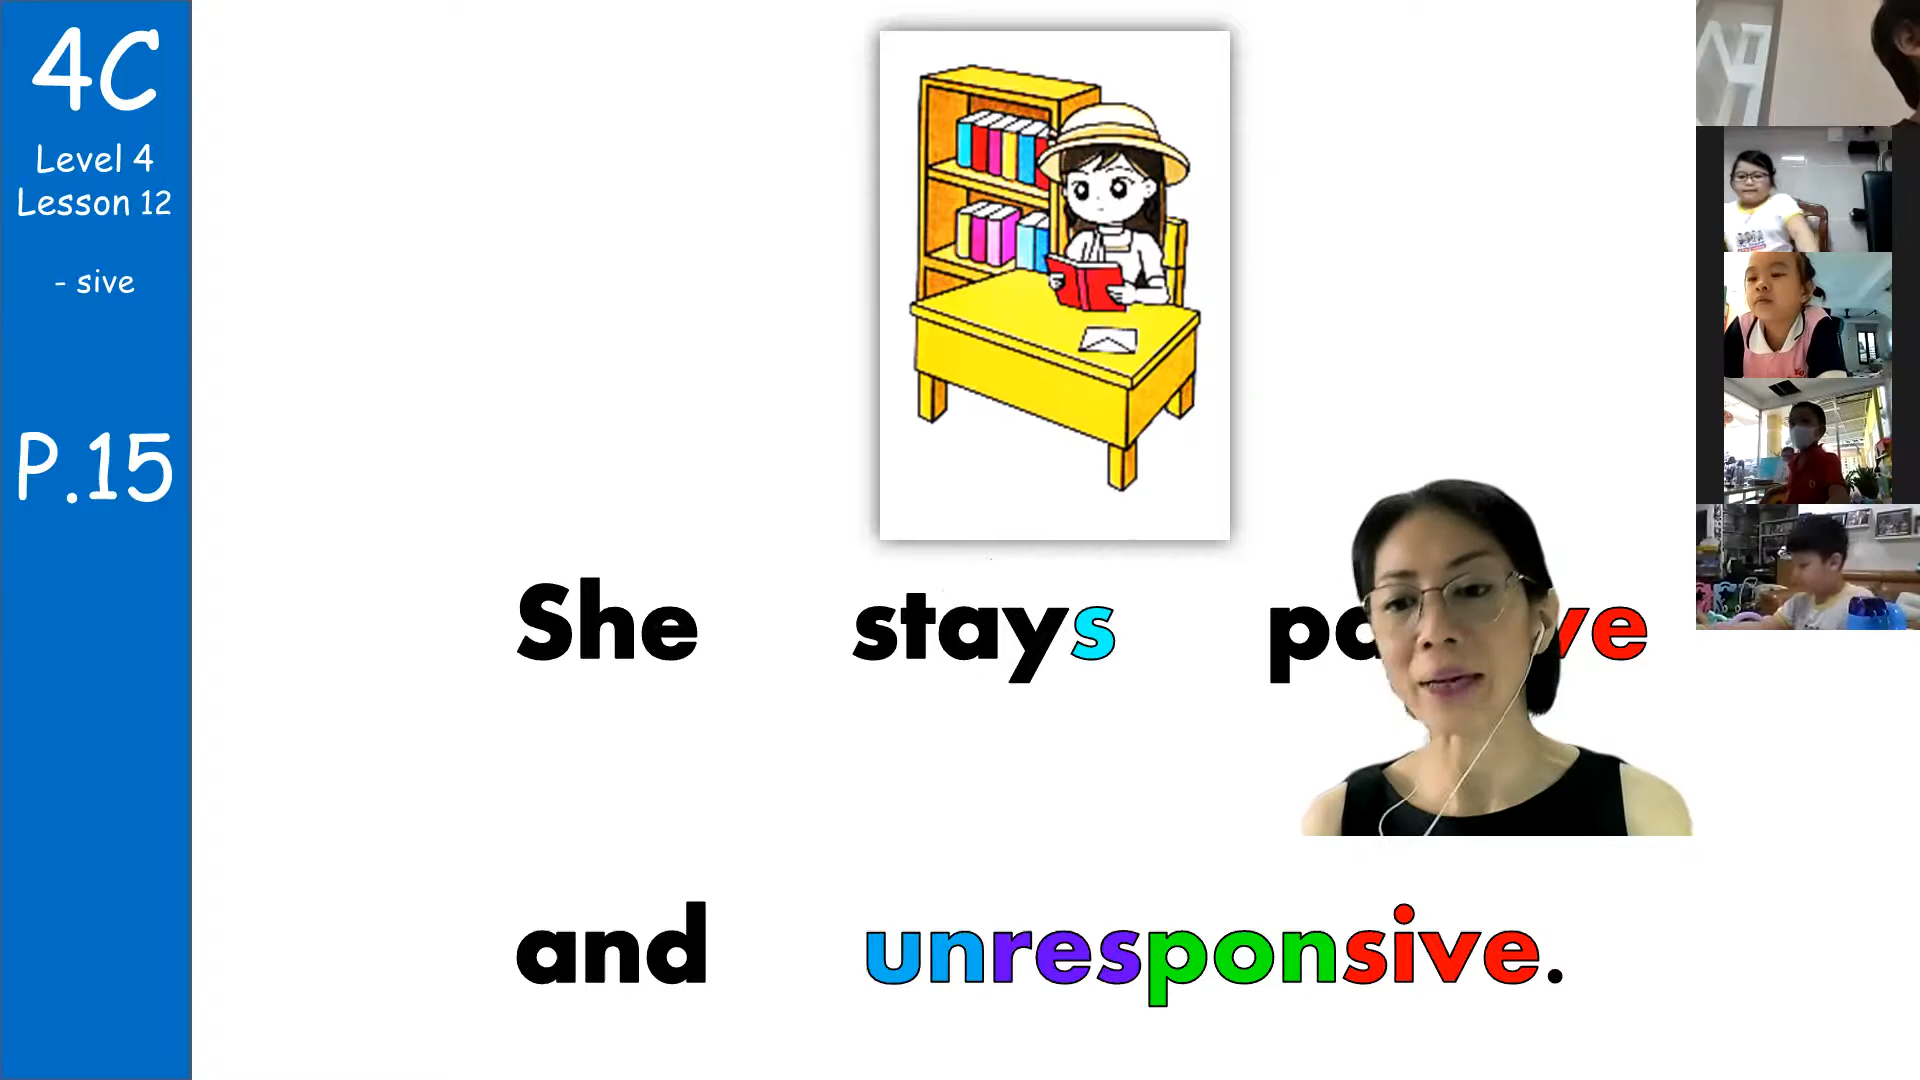 4C
Level 4
Lesson 12
- sive
P.15
She stays
and unresponsive.